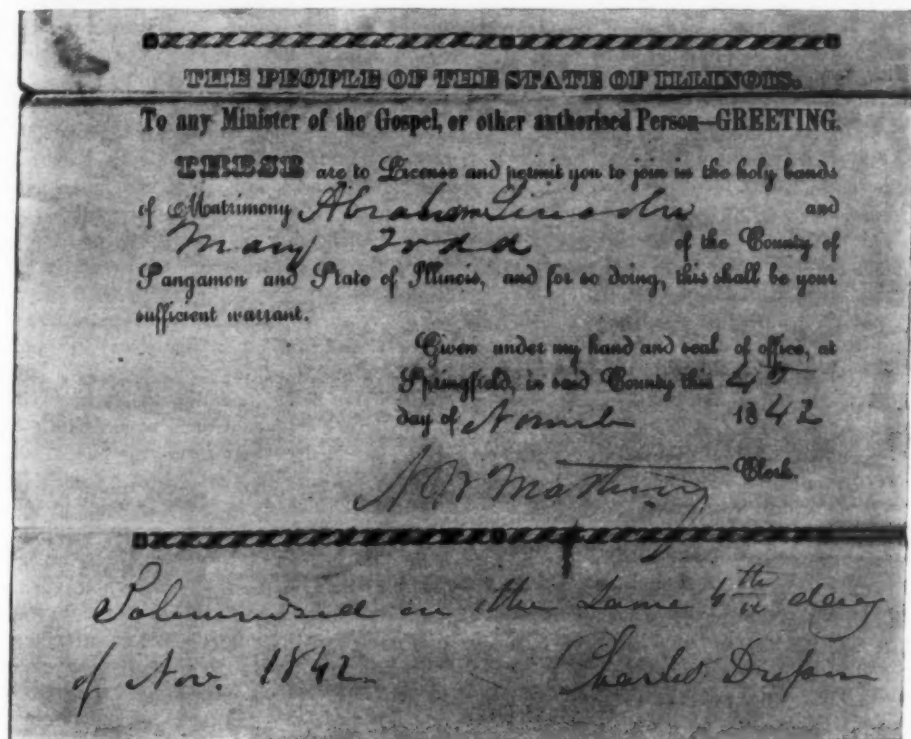 THE PEOPLE OF THE STATE OF ILLINOIS.
To any Minister of the Gospel, or other authorised Person—GREETING.
THESE are to License and permit you to join in the holy bands
of Matrimony Abraham Lincoln and
Mary Todd of the County of
Sangamon and State of Illinois, and for so doing, this shall be your
sufficient warrant.
Given under my hand and seal of office, at
Springfield, in said County this 4th
day of 1842
Clerk.
N W Matheny
Solemnized on the same 4th day
of Nov. 1842. Charles Dresser